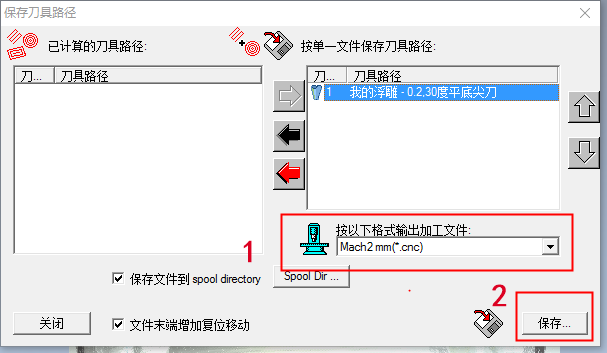 保存刀具路径
已计算的刀具路径:
按单一文件保存刀具路径:
刀... 刀具路径
刀... 刀具路径
1 我的浮雕 - 0.2,30度平底尖刀
按以下格式输出加工文件:
Mach2 mm(*.cnc)
1
保存文件到 spool directory
Spool Dir ...
2
关闭
文件末端增加复位移动
保存...